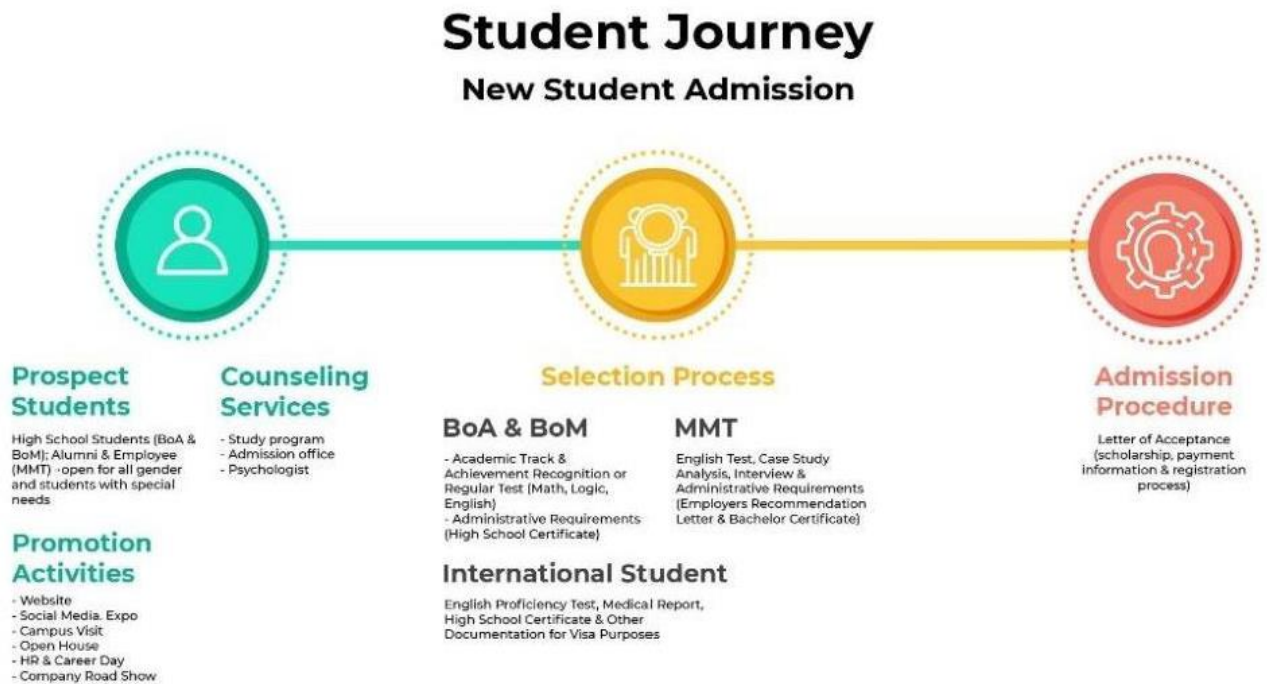 Student Journey
New Student Admission
Prospect
Students
High School Students (BoA &
BoM); Alumni & Employee
(MMT) - open for all gender
and students with special
needs
Counseling
Services
- Study program
- Admission office
- Psychologist
Promotion
Activities
- Website
- Social Media. Expo
- Campus Visit
- Open House
- HR & Career Day
- Company Road Show
Selection Process
BoA & BoM
- Academic Track &
Achievement Recognition or
Regular Test (Math, Logic,
English)
- Administrative Requirements
(High School Certificate)
MMT
English Test, Case Study
Analysis, Interview &
Administrative Requirements
(Employers Recommendation
Letter & Bachelor Certificate)
International Student
English Proficiency Test, Medical Report,
High School Certificate & Other
Documentation for Visa Purposes
Admission
Procedure
Letter of Acceptance
(scholarship, payment
information & registration
process)